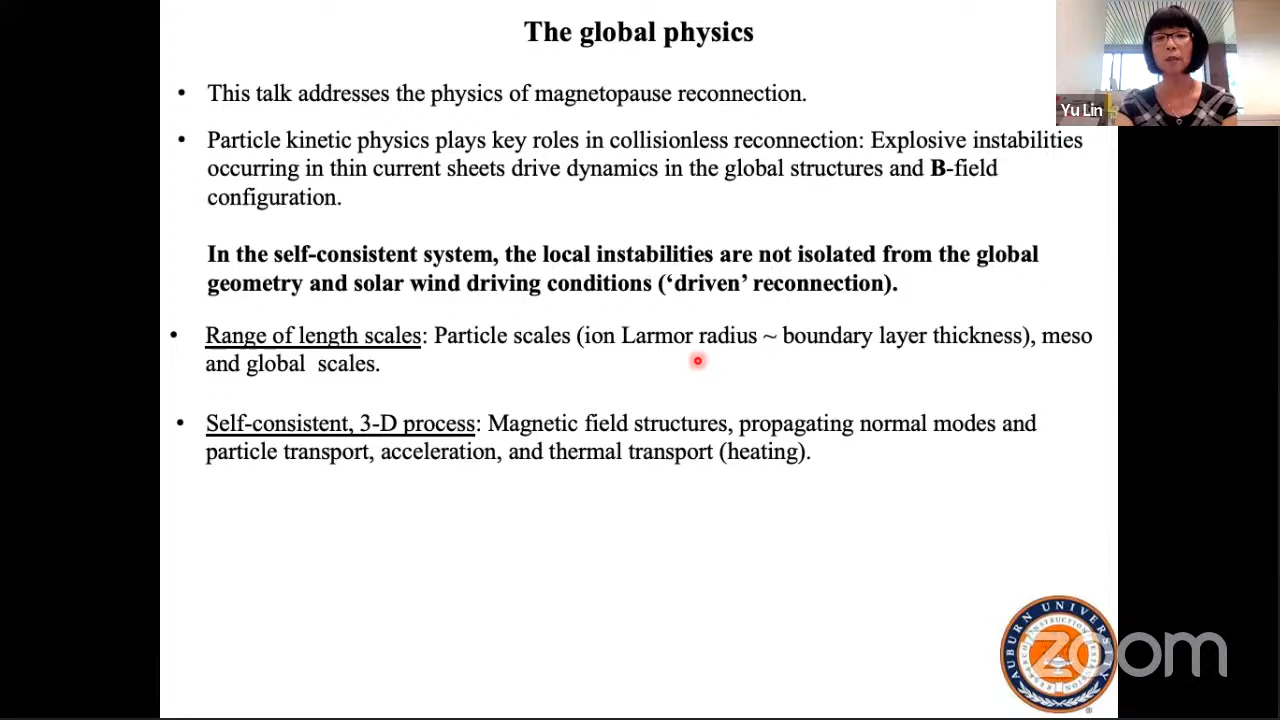 The global physics
Yu Lin
• This talk addresses the physics of magnetopause reconnection.
• Particle kinetic physics plays key roles in collisionless reconnection: Explosive instabilities
occurring in thin current sheets drive dynamics in the global structures and B-field
configuration.
In the self-consistent system, the local instabilities are not isolated from the global
geometry and solar wind driving conditions (‘driven’ reconnection).
• Range of length scales: Particle scales (ion Larmor radius ~ boundary layer thickness), meso
and global scales.
• Self-consistent, 3-D process: Magnetic field structures, propagating normal modes and
particle transport, acceleration, and thermal transport (heating).
AUBURN UNIVERSITY
INSTRUCTION
EXTENSION
RESEARCH
zoom
®